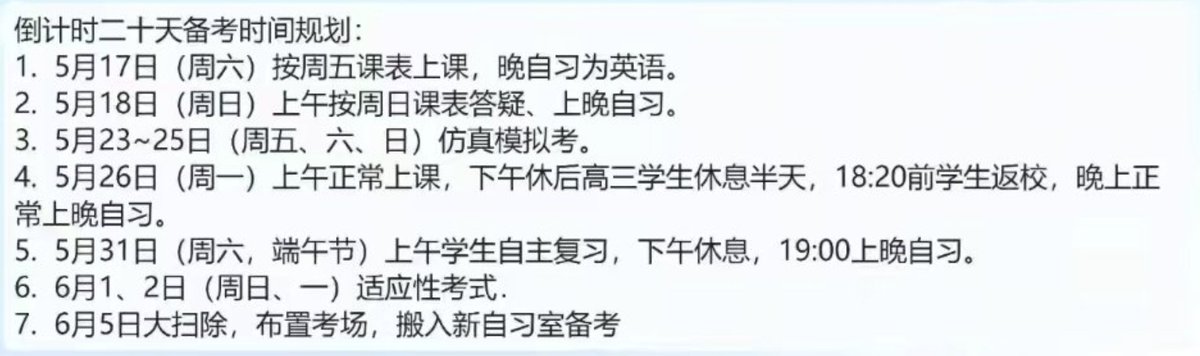 倒计时二十天备考时间规划：
1. 5月17日（周六）按周五课表上课，晚自习为英语。
2. 5月18日（周日）上午按周日课表答疑、上晚自习。
3. 5月23~25日（周五、六、日）仿真模拟考。
4. 5月26日（周一）上午正常上课，下午休后高三学生休息半天，18:20前学生返校，晚上正
常上晚自习。
5. 5月31日（周六，端午节）上午学生自主复习，下午休息，19:00上晚自习。
6. 6月1、2日（周日、一）适应性考式.
7. 6月5日大扫除，布置考场，搬入新自习室备考